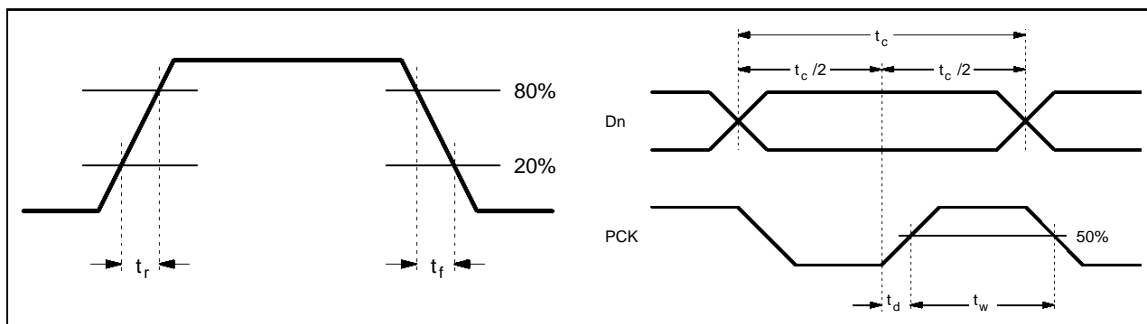 80%
20%
t_r
t_f
t_c
t_c /2
t_c /2
Dn
PCK
50%
t_d
t_w